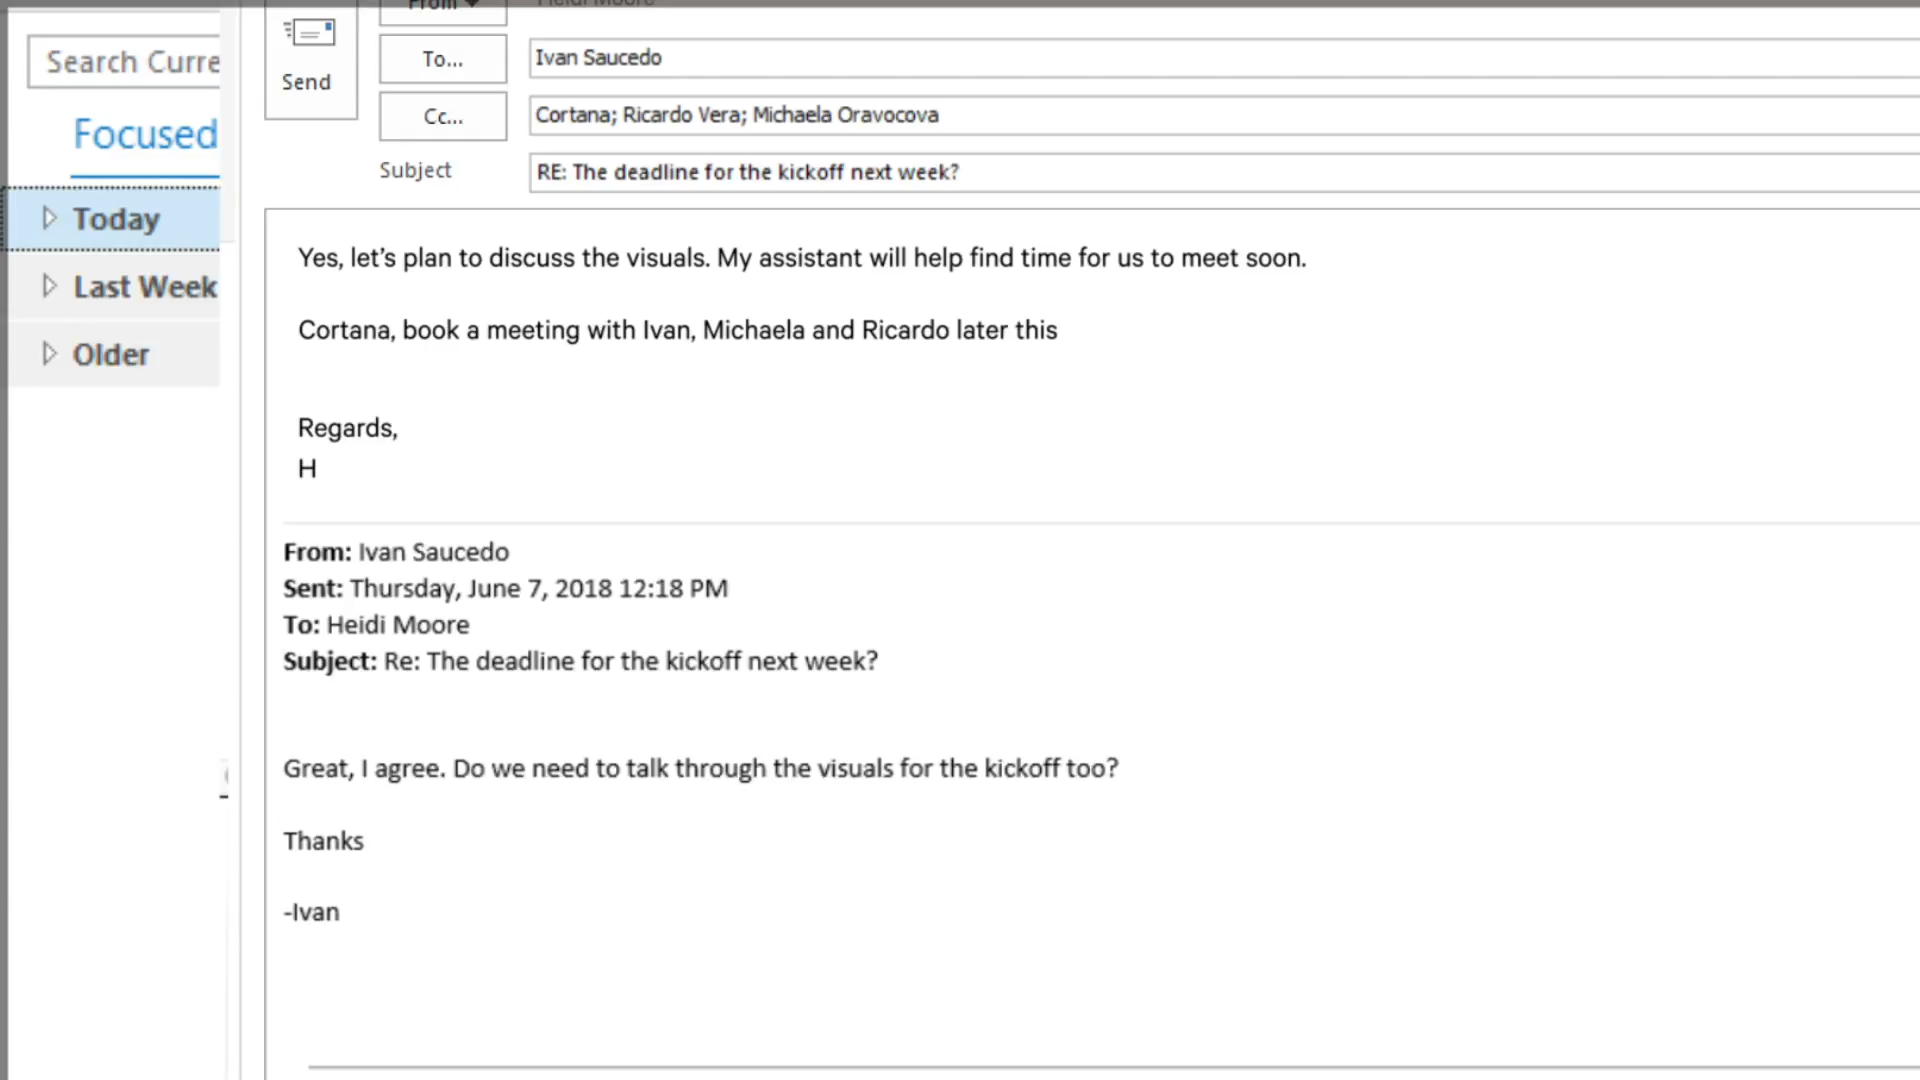 From
Heidi Moore
Search Curre
Send
To...
Ivan Saucedo
Cc...
Cortana; Ricardo Vera; Michaela Oravocova
Subject
RE: The deadline for the kickoff next week?
Focused
Today
Last Week
Older
Yes, let’s plan to discuss the visuals. My assistant will help find time for us to meet soon.
Cortana, book a meeting with Ivan, Michaela and Ricardo later this
Regards,
H
From: Ivan Saucedo
Sent: Thursday, June 7, 2018 12:18 PM
To: Heidi Moore
Subject: Re: The deadline for the kickoff next week?
Great, I agree. Do we need to talk through the visuals for the kickoff too?
Thanks
-Ivan